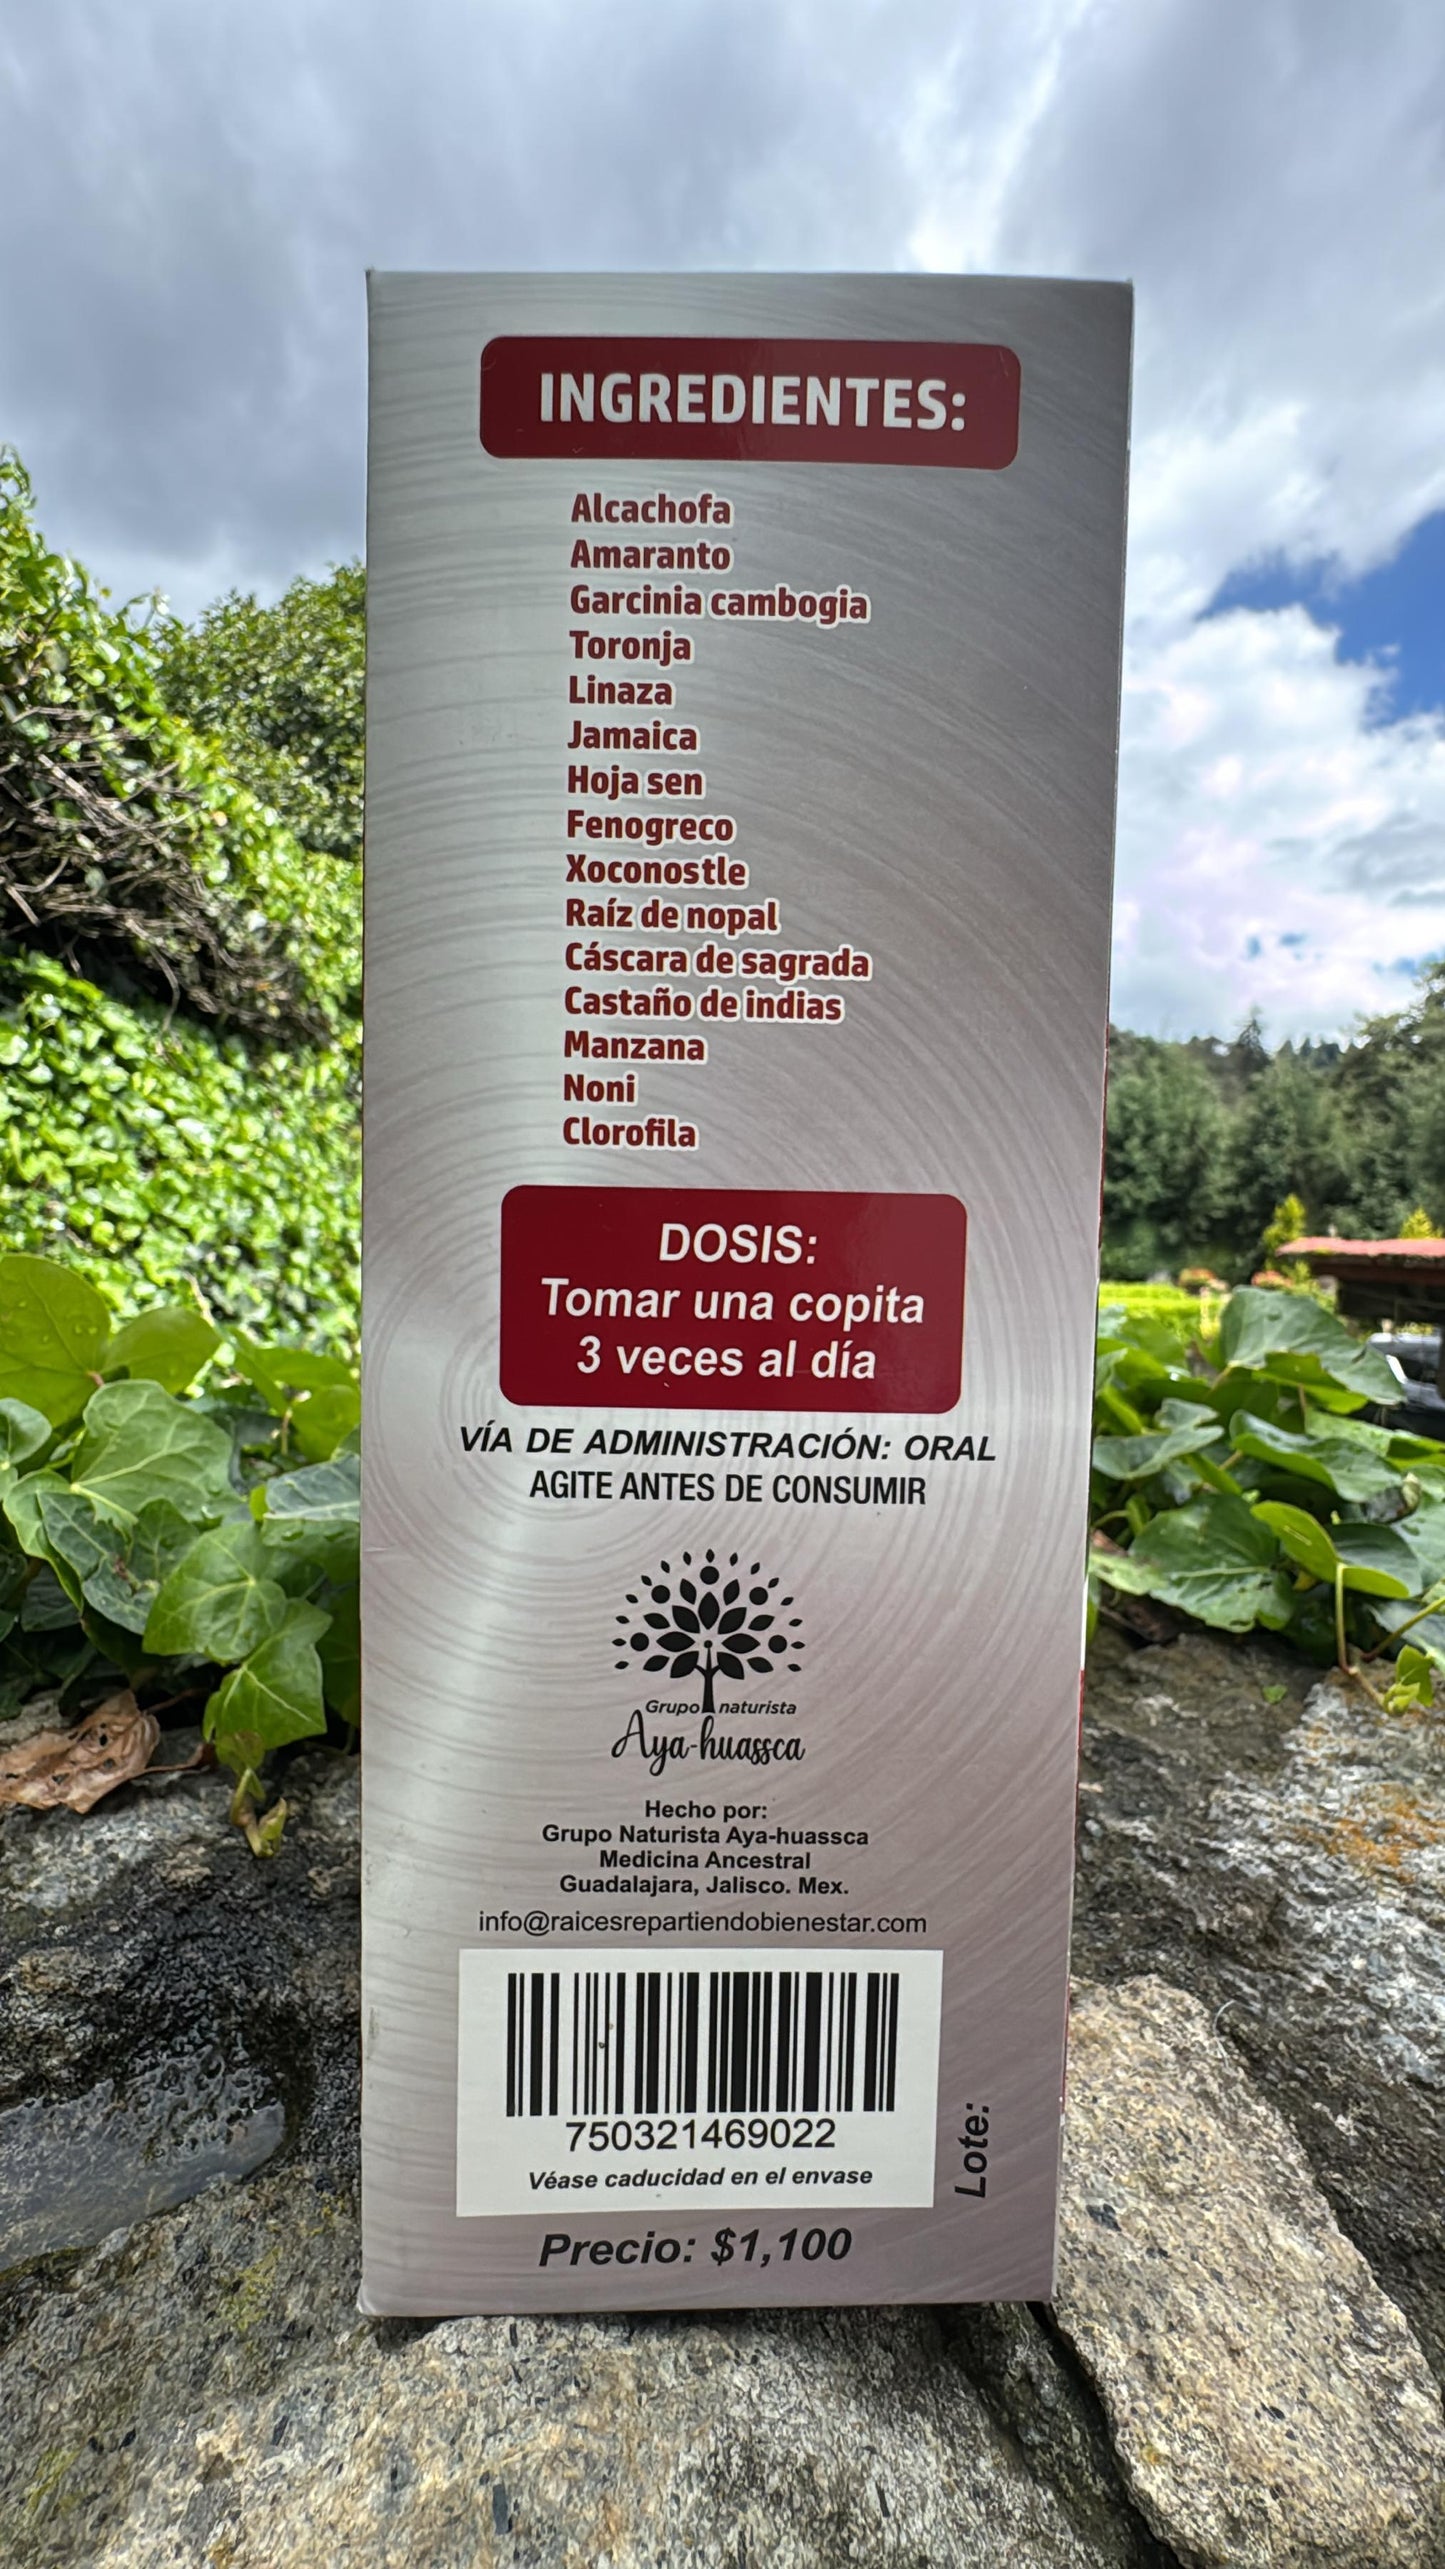 INGREDIENTES:
Alcachofa
Amaranto
Garcinia cambogia
Toronja
Linaza
Jamaica
Hoja sen
Fenogreco
Xoconostle
Raíz de nopal
Cáscara de sagrada
Castaño de indias
Manzana
Noni
Clorofila
DOSIS:
Tomar una copita
3 veces al día
VÍA DE ADMINISTRACIÓN: ORAL
AGITE ANTES DE CONSUMIR
Grupo naturista
Aya-huassca
Hecho por:
Grupo Naturista Aya-huassca
Medicina Ancestral
Guadalajara, Jalisco. Mex.
info@raicesrepartiendobienestar.com
750321469022
Véase caducidad en el envase
Lote:
Precio: $1,100